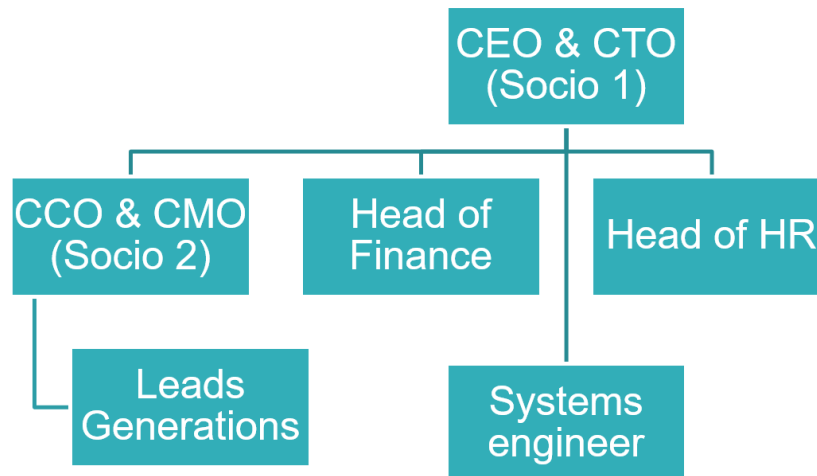 CEO & CTO
(Socio 1)
CCO & CMO
(Socio 2)
Head of
Finance
Head of HR
Leads
Generations
Systems
engineer